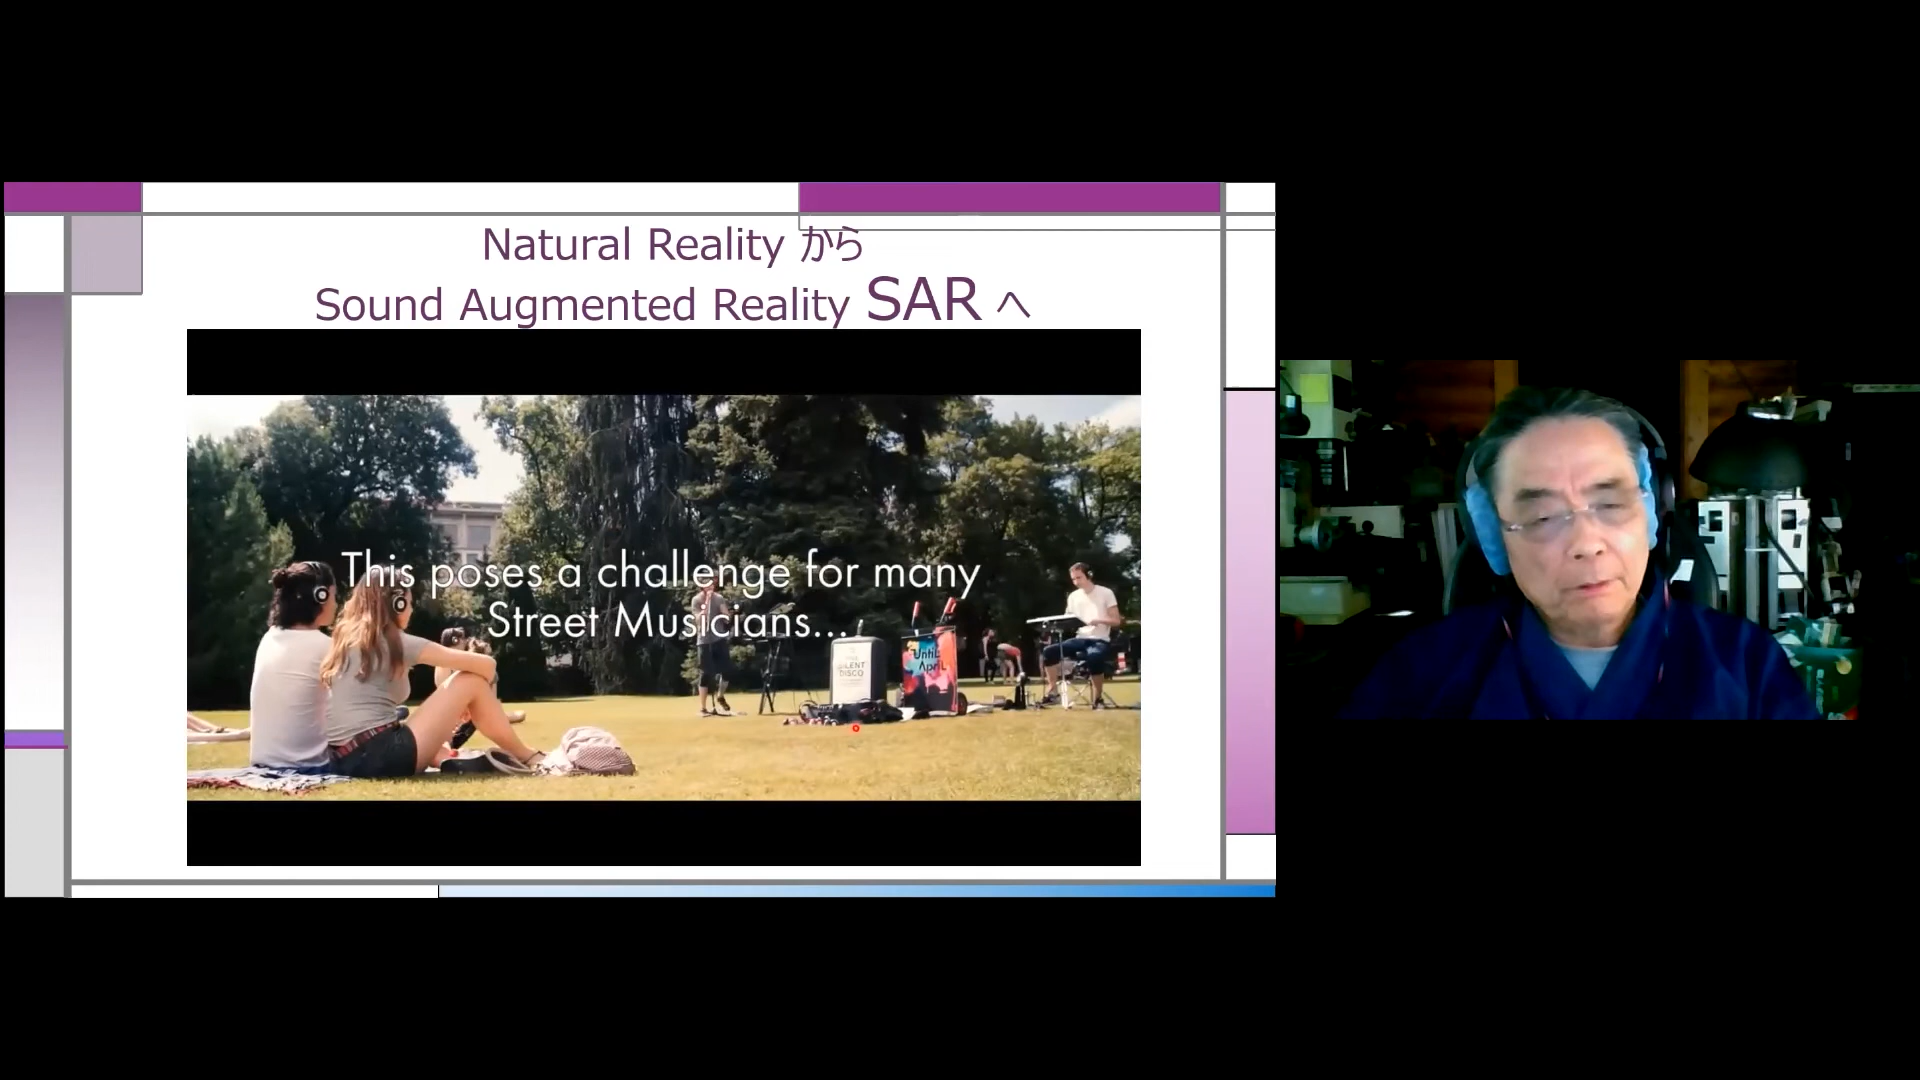 Natural Reality から
Sound Augmented Reality SAR へ
This poses a challenge for many
Street Musicians...
SILENT
DISCO
Until
April